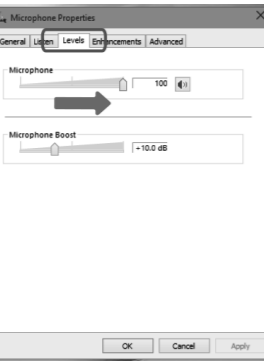 Microphone Properties
General Listen Levels Enhancements Advanced
Microphone
100
Microphone Boost
+10.0 dB
OK Cancel Apply